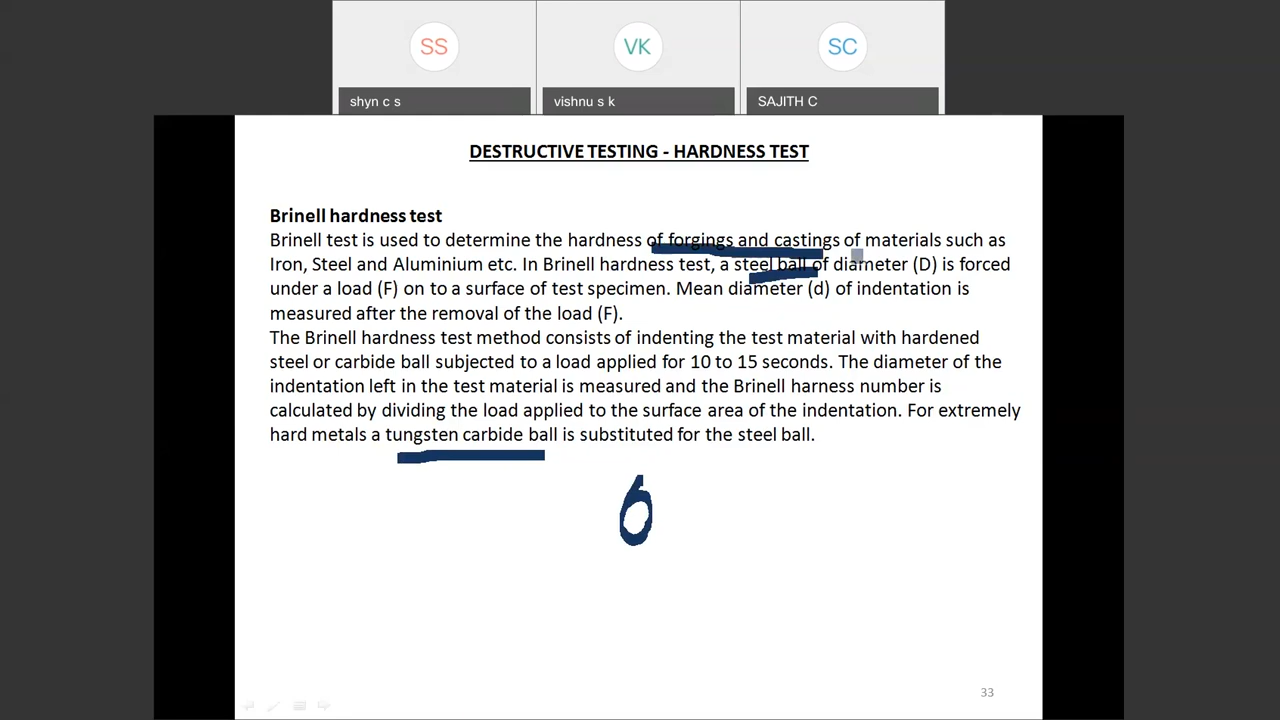 SS
VK
SC
shyn c s
vishnu s k
SAJITH C
DESTRUCTIVE TESTING - HARDNESS TEST
Brinell hardness test
Brinell test is used to determine the hardness of forgings and castings of materials such as
Iron, Steel and Aluminium etc. In Brinell hardness test, a steel ball of diameter (D) is forced
under a load (F) on to a surface of test specimen. Mean diameter (d) of indentation is
measured after the removal of the load (F).
The Brinell hardness test method consists of indenting the test material with hardened
steel or carbide ball subjected to a load applied for 10 to 15 seconds. The diameter of the
indentation left in the test material is measured and the Brinell harness number is
calculated by dividing the load applied to the surface area of the indentation. For extremely
hard metals a tungsten carbide ball is substituted for the steel ball.
6
33